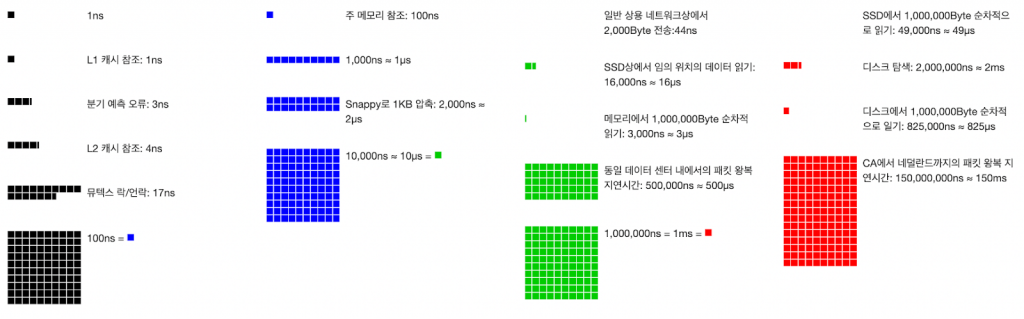 1ns
L1 캐시 참조: 1ns
분기 예측 오류: 3ns
L2 캐시 참조: 4ns
뮤텍스 락/언락: 17ns
100ns =
주 메모리 참조: 100ns
1,000ns ≈ 1μs
Snappy로 1KB 압축: 2,000ns ≈
2μs
10,000ns ≈ 10μs =
일반 상용 네트워크상에서
2,000Byte 전송:44ns
SSD상에서 임의 위치의 데이터 읽기:
16,000ns ≈ 16μs
메모리에서 1,000,000Byte 순차적
읽기: 3,000ns ≈ 3μs
동일 데이터 센터 내에서의 패킷 왕복
지연시간: 500,000ns ≈ 500μs
1,000,000ns = 1ms =
SSD에서 1,000,000Byte 순차적으
로 읽기: 49,000ns ≈ 49μs
디스크 탐색: 2,000,000ns ≈ 2ms
디스크에서 1,000,000Byte 순차적
으로 일기: 825,000ns ≈ 825μs
CA에서 네덜란드까지의 패킷 왕복 지
연시간: 150,000,000ns ≈ 150ms